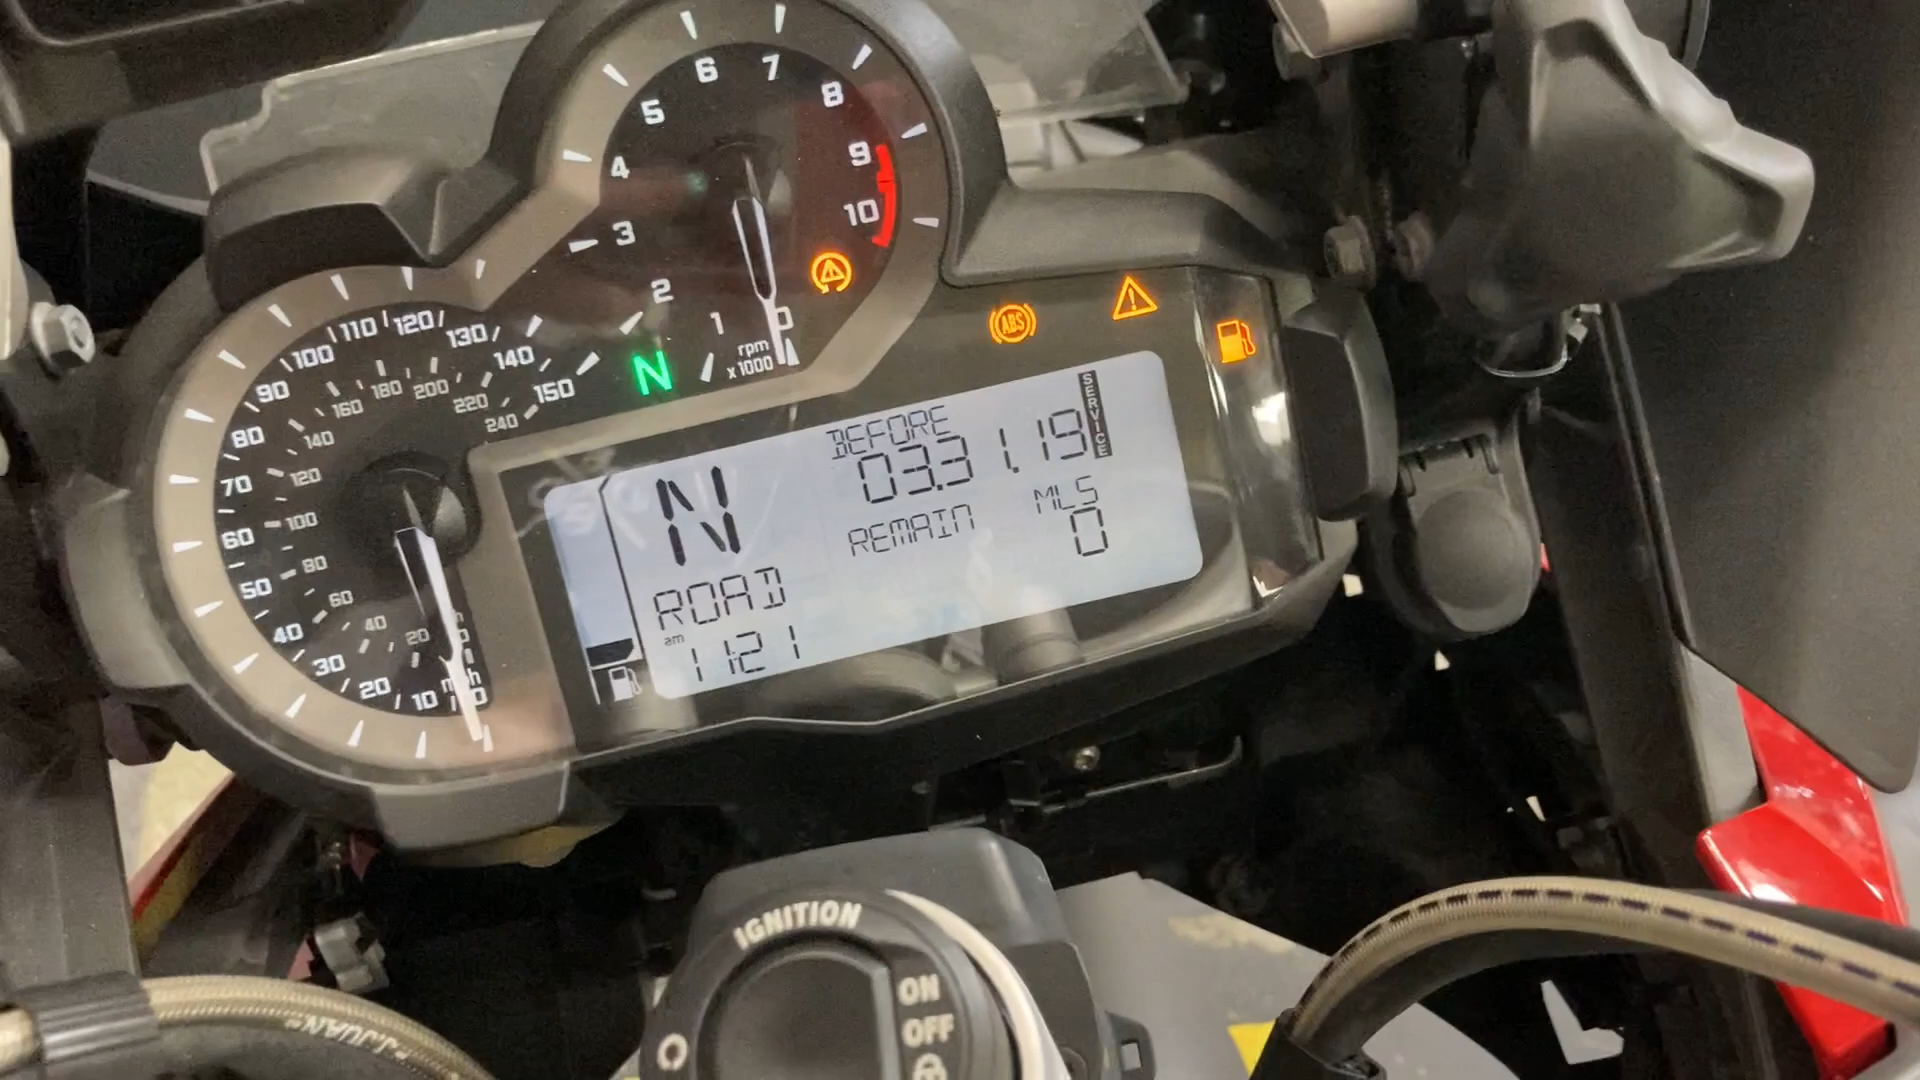 6 7
5 8
4 9
3 10
2
1 0
rpm
x1000
110 120 130
100 140
90 150
80
70
60
50
40
30
20 10
180 200
160 220
140 240
120
100
80
60
40 20
N
ABS
BEFORE
03.31.19
SERVICE
N
REMAIN MLS
0
ROAD
am
11:21
IGNITION
ON
OFF
J.JUAN